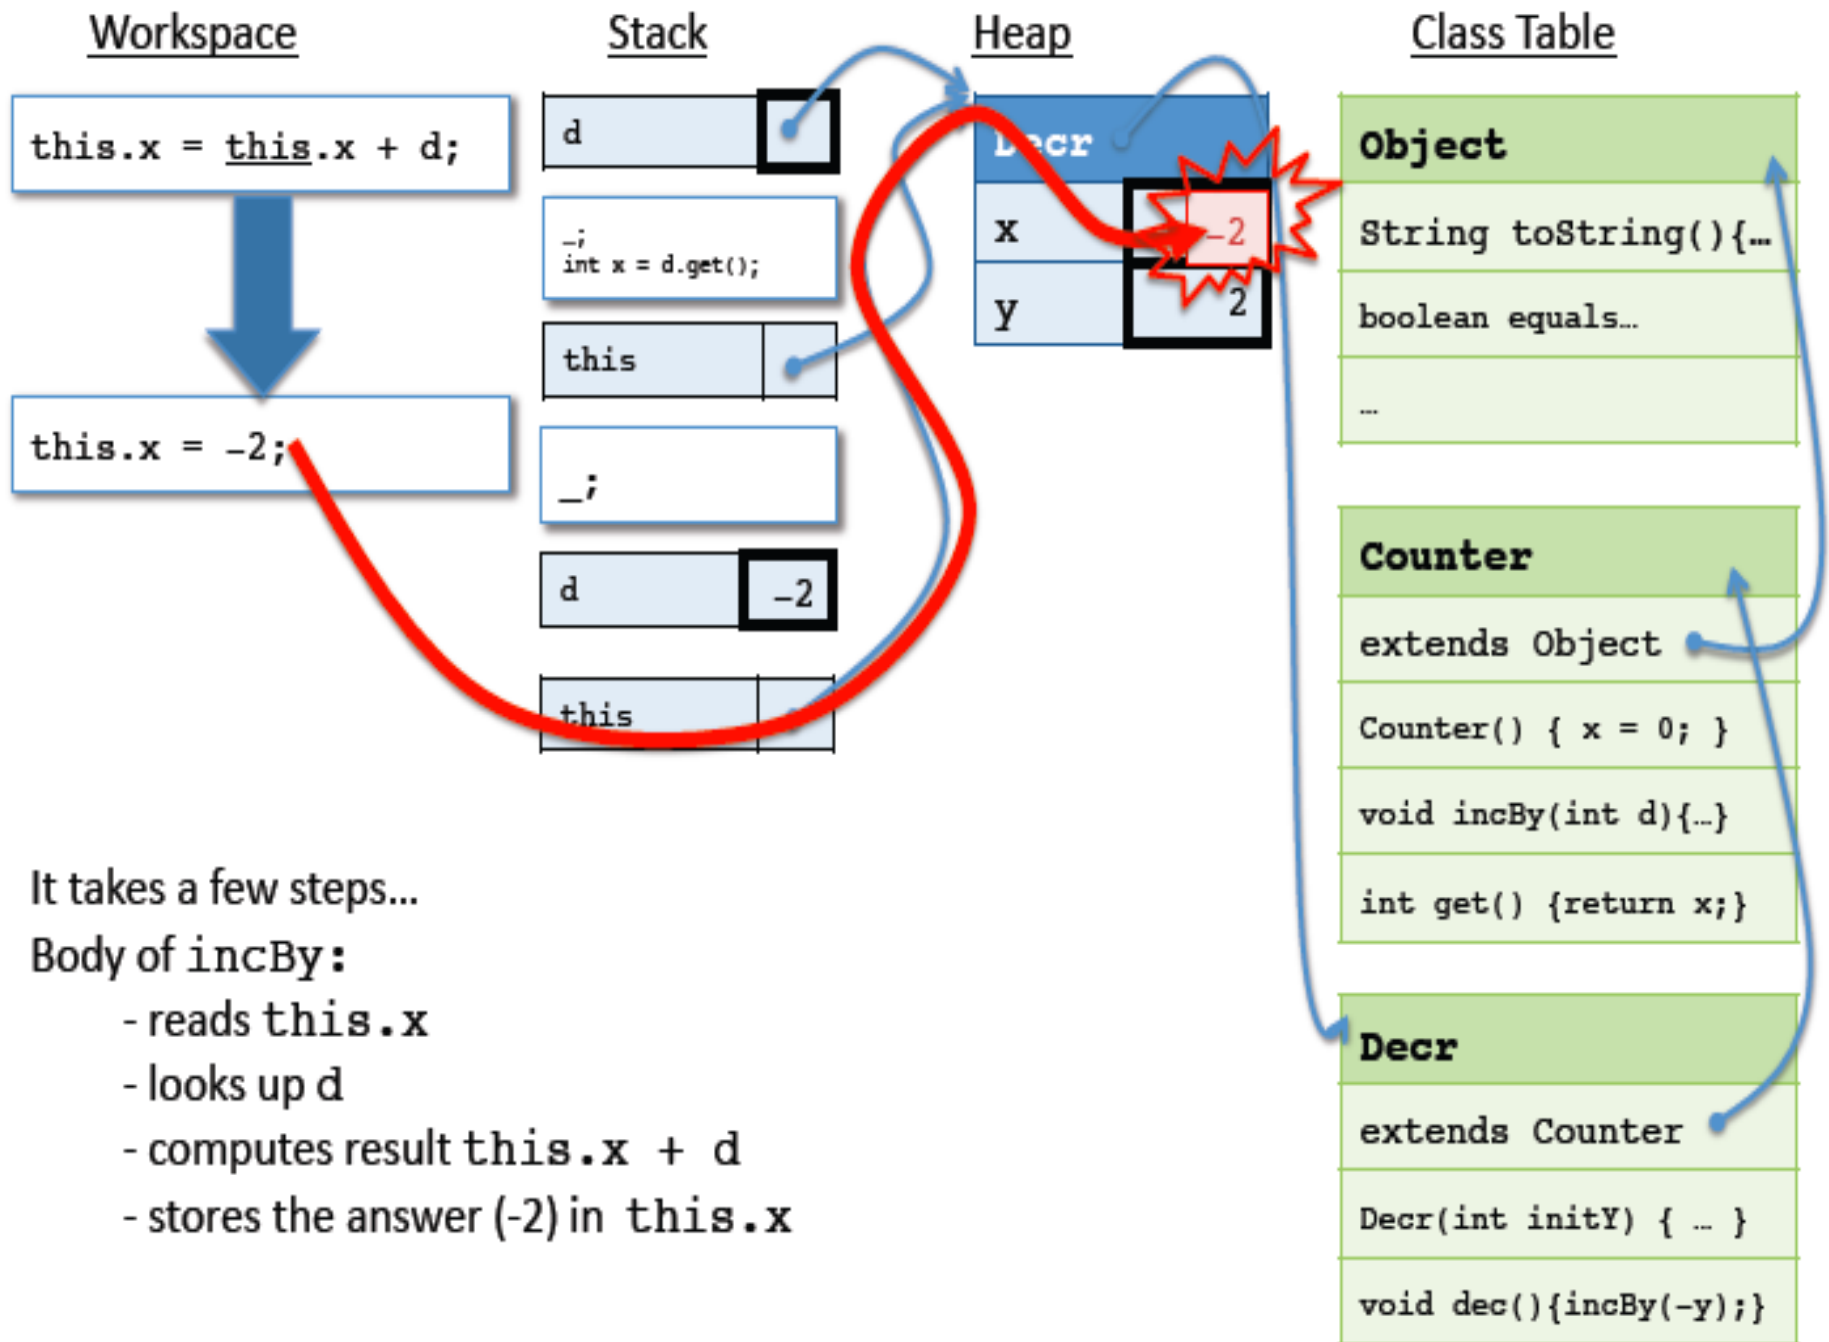 Workspace
this.x = this.x + d;
this.x = –2;
Stack
d
_;
int x = d.get();
this
_;
d –2
this
Heap
Decr
x –2
y 2
Class Table
Object
String toString(){…
boolean equals…
…
Counter
extends Object
Counter() { x = 0; }
void incBy(int d){…}
int get() {return x;}
Decr
extends Counter
Decr(int initY) { … }
void dec(){incBy(–y);}
It takes a few steps…
Body of incBy:
- reads this.x
- looks up d
- computes result this.x + d
- stores the answer (-2) in this.x